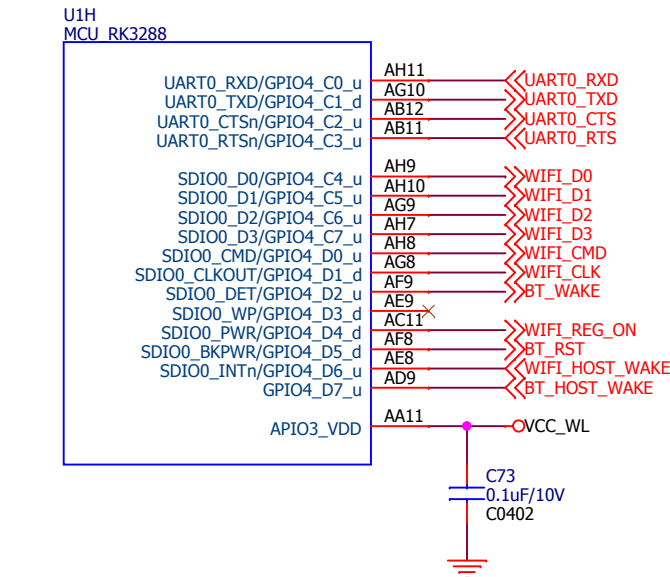 U1H
MCU_RK3288
UART0_RXD/GPIO4_C0_u AH11 UART0_RXD
UART0_TXD/GPIO4_C1_d AG10 UART0_TXD
UART0_CTSn/GPIO4_C2_u AB12 UART0_CTS
UART0_RTSn/GPIO4_C3_u AB11 UART0_RTS
SDIO0_D0/GPIO4_C4_u AH9 WIFI_D0
SDIO0_D1/GPIO4_C5_u AH10 WIFI_D1
SDIO0_D2/GPIO4_C6_u AG9 WIFI_D2
SDIO0_D3/GPIO4_C7_u AH7 WIFI_D3
SDIO0_CMD/GPIO4_D0_u AH8 WIFI_CMD
SDIO0_CLKOUT/GPIO4_D1_d AG8 WIFI_CLK
SDIO0_DET/GPIO4_D2_u AF9 BT_WAKE
SDIO0_WP/GPIO4_D3_d AE9
SDIO0_PWR/GPIO4_D4_d AC11 WIFI_REG_ON
SDIO0_BKPWR/GPIO4_D5_d AF8 BT_RST
SDIO0_INTn/GPIO4_D6_u AE8 WIFI_HOST_WAKE
GPIO4_D7_u AD9 BT_HOST_WAKE
APIO3_VDD AA11 VCC_WL
C73
0.1uF/10V
C0402